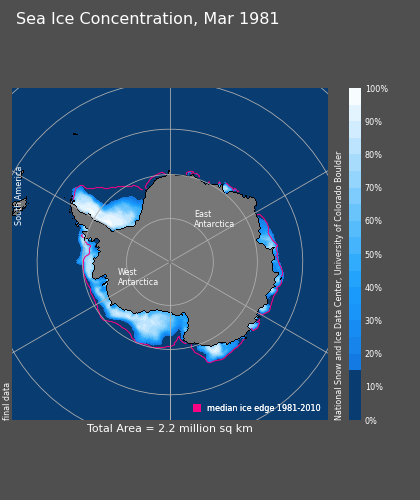 Sea Ice Concentration, Mar 1981
100%
90%
80%
70%
60%
50%
40%
30%
20%
10%
0%
South America
East
Antarctica
West
Antarctica
National Snow and Ice Data Center, University of Colorado Boulder
final data
median ice edge 1981-2010
Total Area = 2.2 million sq km